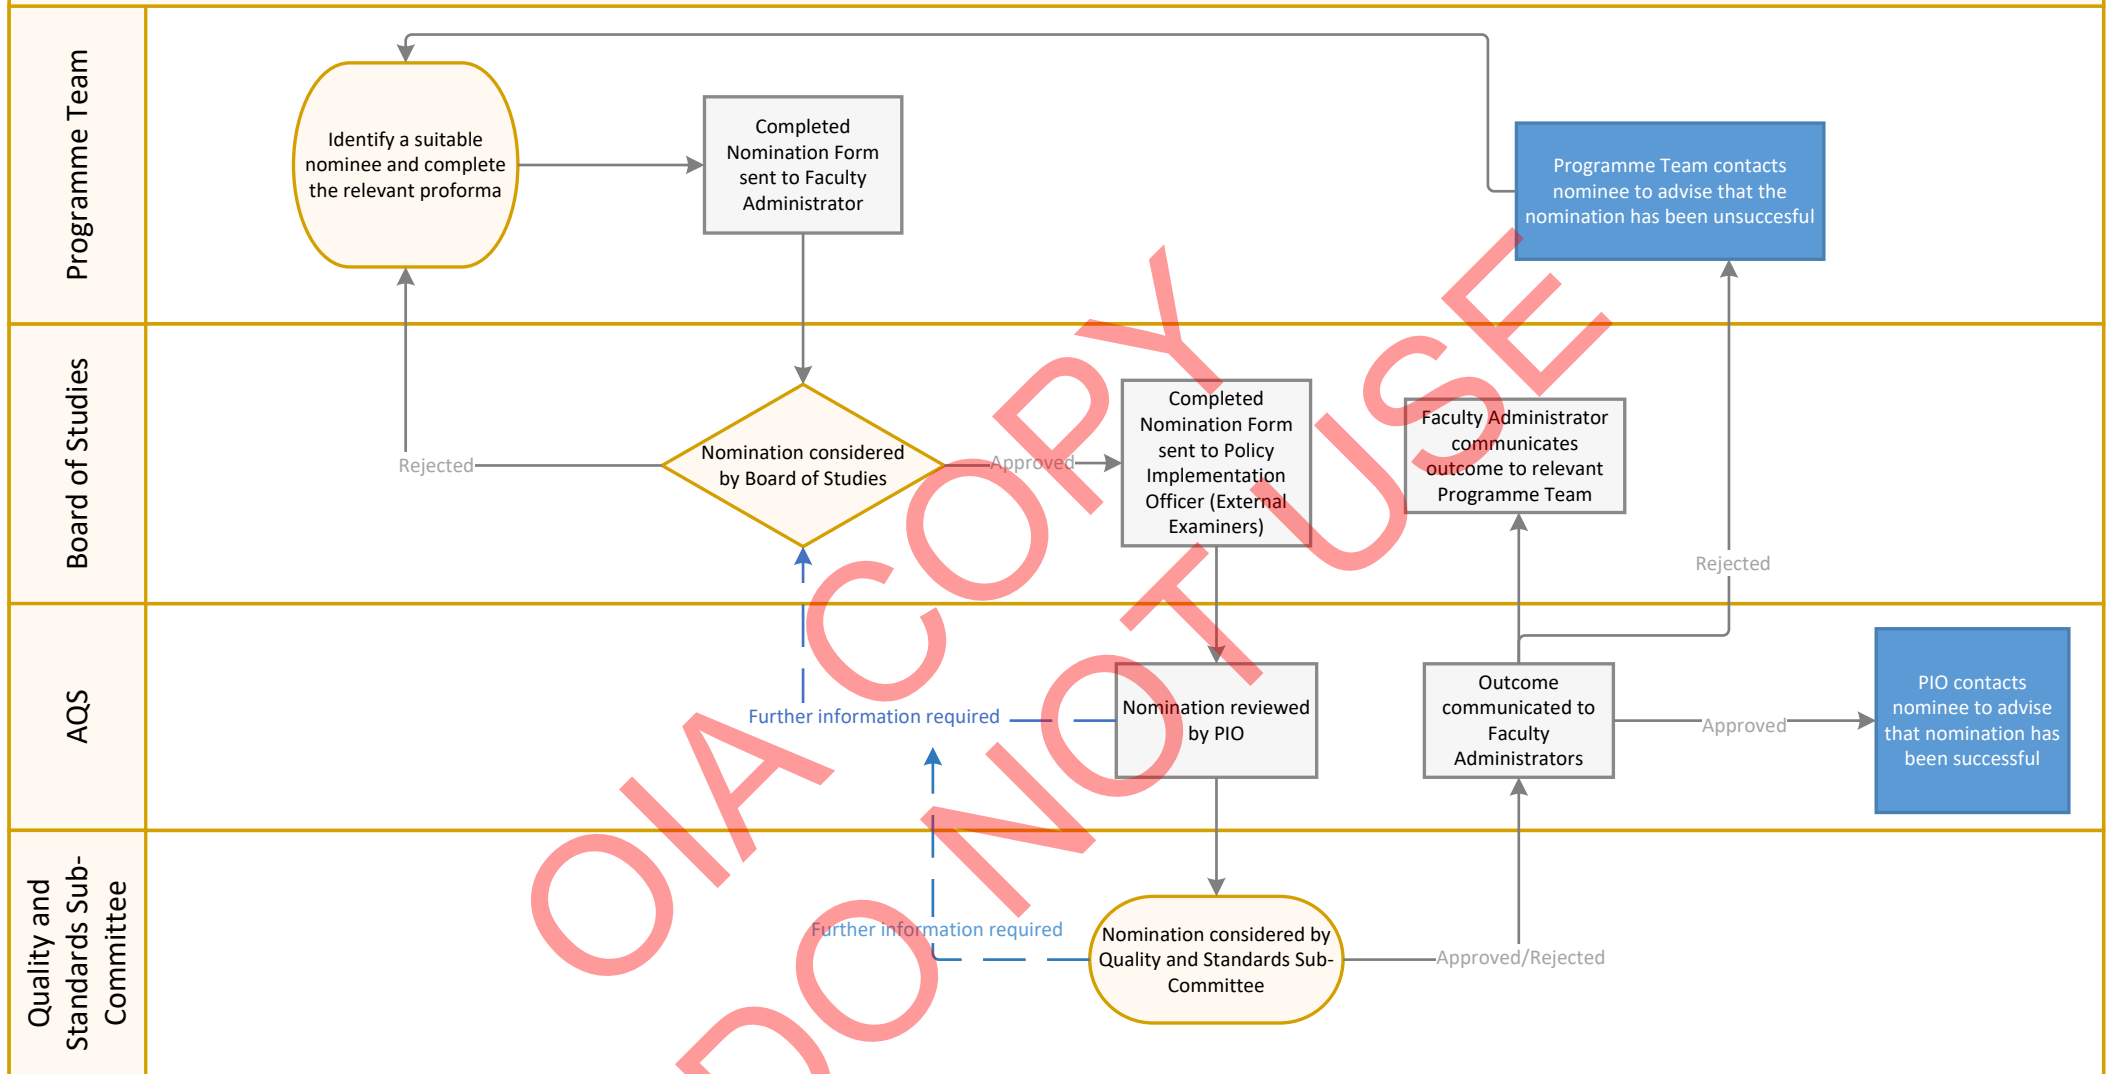 Programme Team
Identify a suitable
nominee and complete
the relevant proforma
Completed
Nomination Form
sent to Faculty
Administrator
Programme Team contacts
nominee to advise that the
nomination has been unsuccesful
Board of Studies
Rejected
Nomination considered
by Board of Studies
Approved
Completed
Nomination Form
sent to Policy
Implementation
Officer (External
Examiners)
Faculty Administrator
communicates
outcome to relevant
Programme Team
Rejected
AQS
Further information required
Nomination reviewed
by PIO
Outcome
communicated to
Faculty
Administrators
Approved
PIO contacts
nominee to advise
that nomination has
been successful
Quality and
Standards Sub-
Committee
Further information required
Nomination considered by
Quality and Standards Sub-
Committee
Approved/Rejected
OIA COPY
DO NOT USE